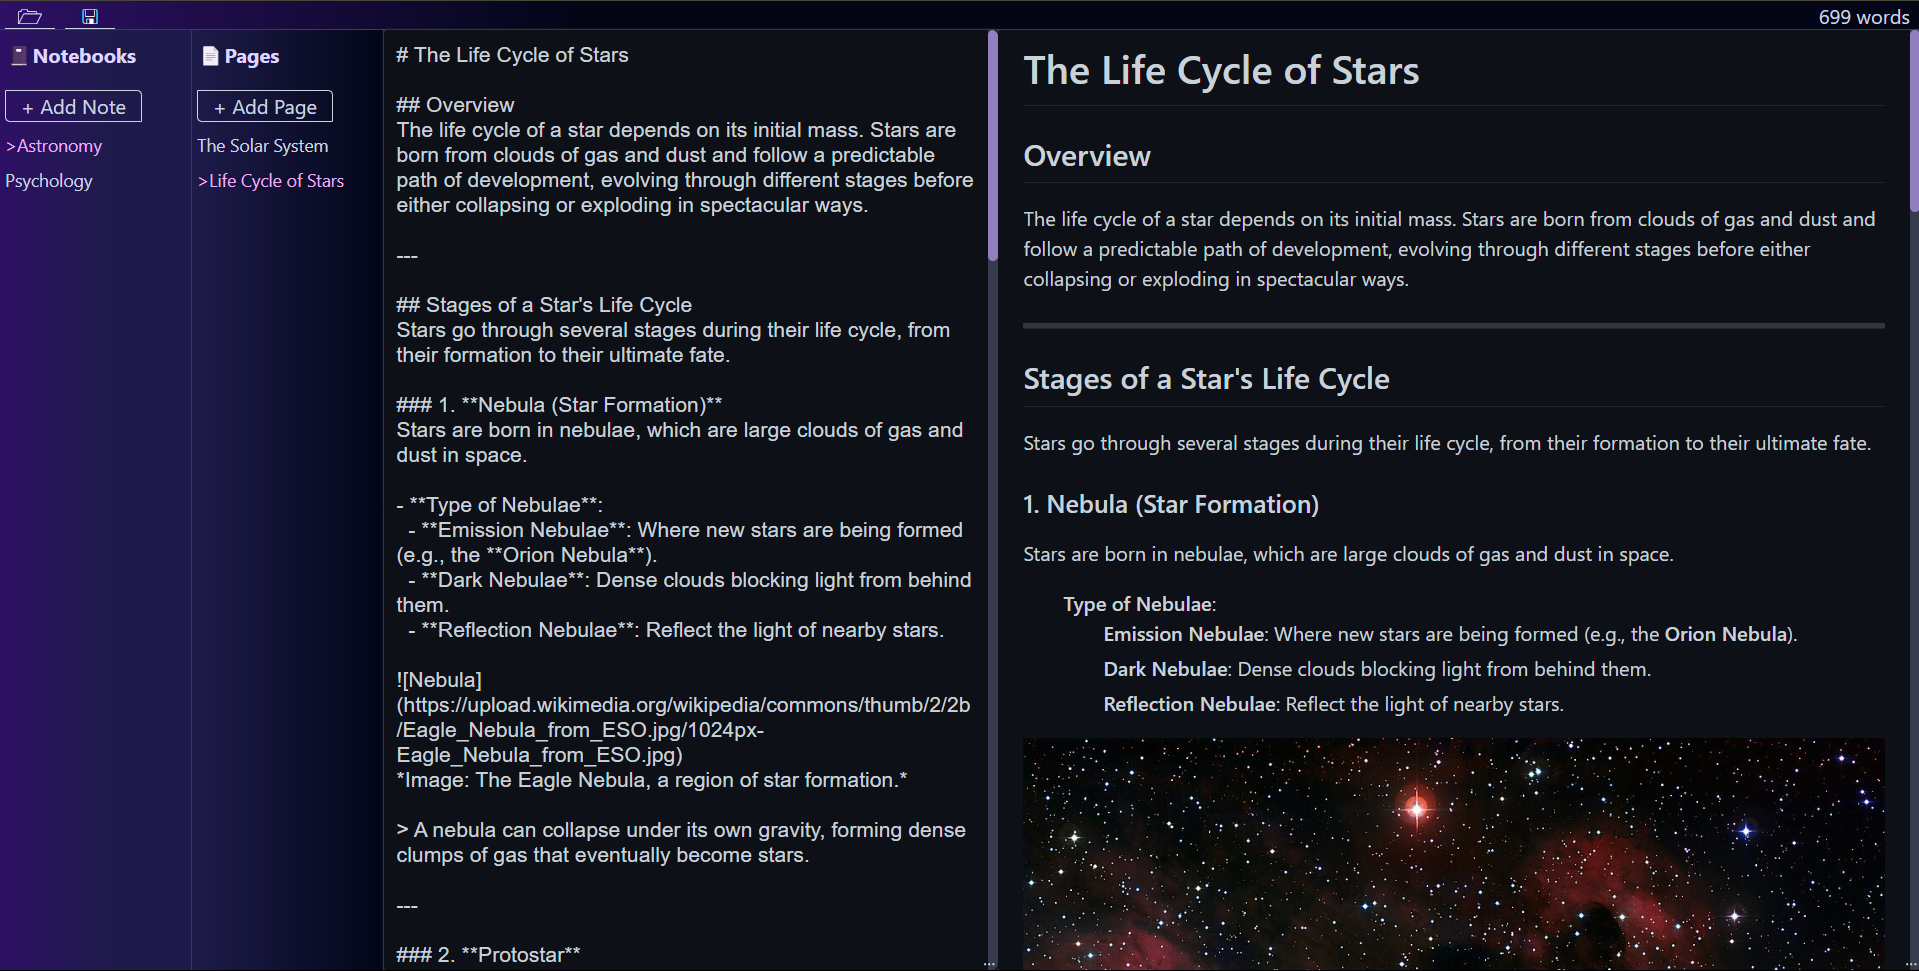 699 words
Notebooks
+ Add Note
>Astronomy
Psychology
Pages
+ Add Page
The Solar System
>Life Cycle of Stars
# The Life Cycle of Stars
## Overview
The life cycle of a star depends on its initial mass. Stars are
born from clouds of gas and dust and follow a predictable
path of development, evolving through different stages before
either collapsing or exploding in spectacular ways.
---
## Stages of a Star's Life Cycle
Stars go through several stages during their life cycle, from
their formation to their ultimate fate.
### 1. **Nebula (Star Formation)**
Stars are born in nebulae, which are large clouds of gas and
dust in space.
- **Type of Nebulae**:
- **Emission Nebulae**: Where new stars are being formed
(e.g., the **Orion Nebula**).
- **Dark Nebulae**: Dense clouds blocking light from behind
them.
- **Reflection Nebulae**: Reflect the light of nearby stars.
![Nebula]
(https://upload.wikimedia.org/wikipedia/commons/thumb/2/2b
/Eagle_Nebula_from_ESO.jpg/1024px-
Eagle_Nebula_from_ESO.jpg)
*Image: The Eagle Nebula, a region of star formation.*
> A nebula can collapse under its own gravity, forming dense
clumps of gas that eventually become stars.
---
### 2. **Protostar**
The Life Cycle of Stars
Overview
The life cycle of a star depends on its initial mass. Stars are born from clouds of gas and dust and
follow a predictable path of development, evolving through different stages before either
collapsing or exploding in spectacular ways.
Stages of a Star's Life Cycle
Stars go through several stages during their life cycle, from their formation to their ultimate fate.
1. Nebula (Star Formation)
Stars are born in nebulae, which are large clouds of gas and dust in space.
Type of Nebulae:
Emission Nebulae: Where new stars are being formed (e.g., the Orion Nebula).
Dark Nebulae: Dense clouds blocking light from behind them.
Reflection Nebulae: Reflect the light of nearby stars.